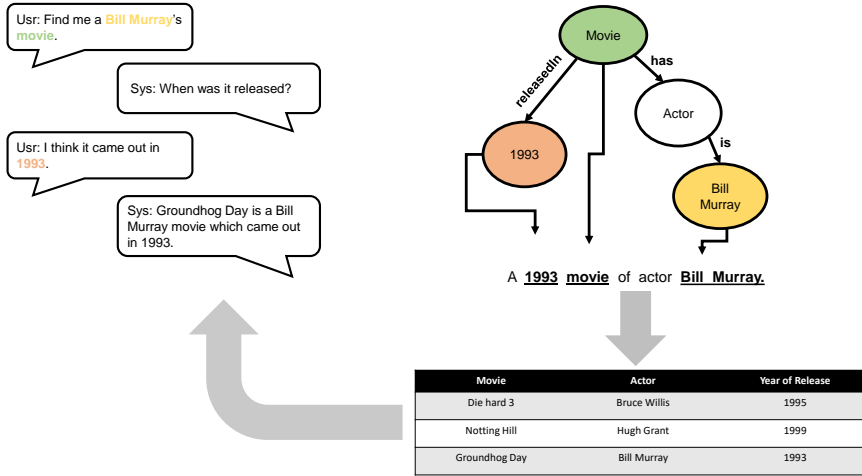 Usr: Find me a Bill Murray's
movie.
Sys: When was it released?
Usr: I think it came out in
1993.
Sys: Groundhog Day is a Bill
Murray movie which came out
in 1993.
Movie
releasedIn
has
Actor
1993
is
Bill
Murray
A 1993 movie of actor Bill Murray.
Movie Actor Year of Release
Die hard 3 Bruce Willis 1995
Notting Hill Hugh Grant 1999
Groundhog Day Bill Murray 1993